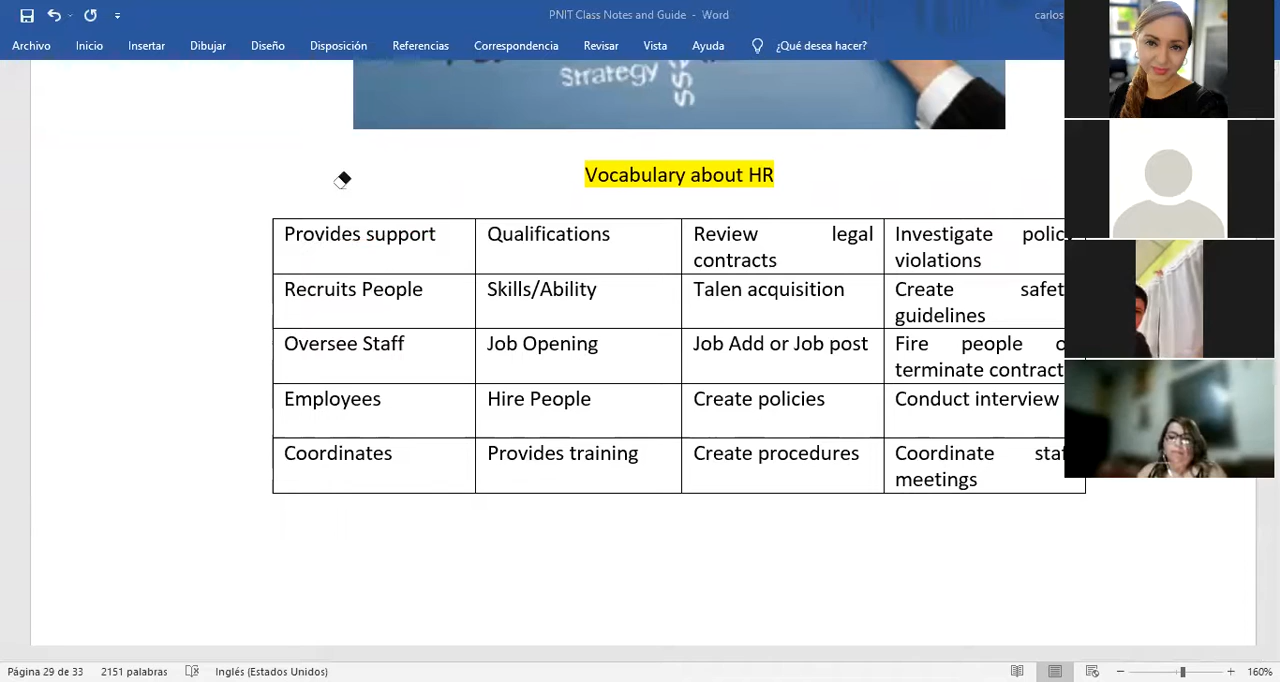 PNIT Class Notes and Guide - Word
carlos
Archivo Inicio Insertar Dibujar Diseño Disposición Referencias Correspondencia Revisar Vista Ayuda ¿Qué desea hacer?
Strategy
Vocabulary about HR
Provides support Qualifications Review legal contracts Investigate policy violations
Recruits People Skills/Ability Talen acquisition Create safet guidelines
Oversee Staff Job Opening Job Add or Job post Fire people o terminate contract
Employees Hire People Create policies Conduct interview
Coordinates Provides training Create procedures Coordinate staf meetings
Página 29 de 33 2151 palabras Inglés (Estados Unidos) 160%